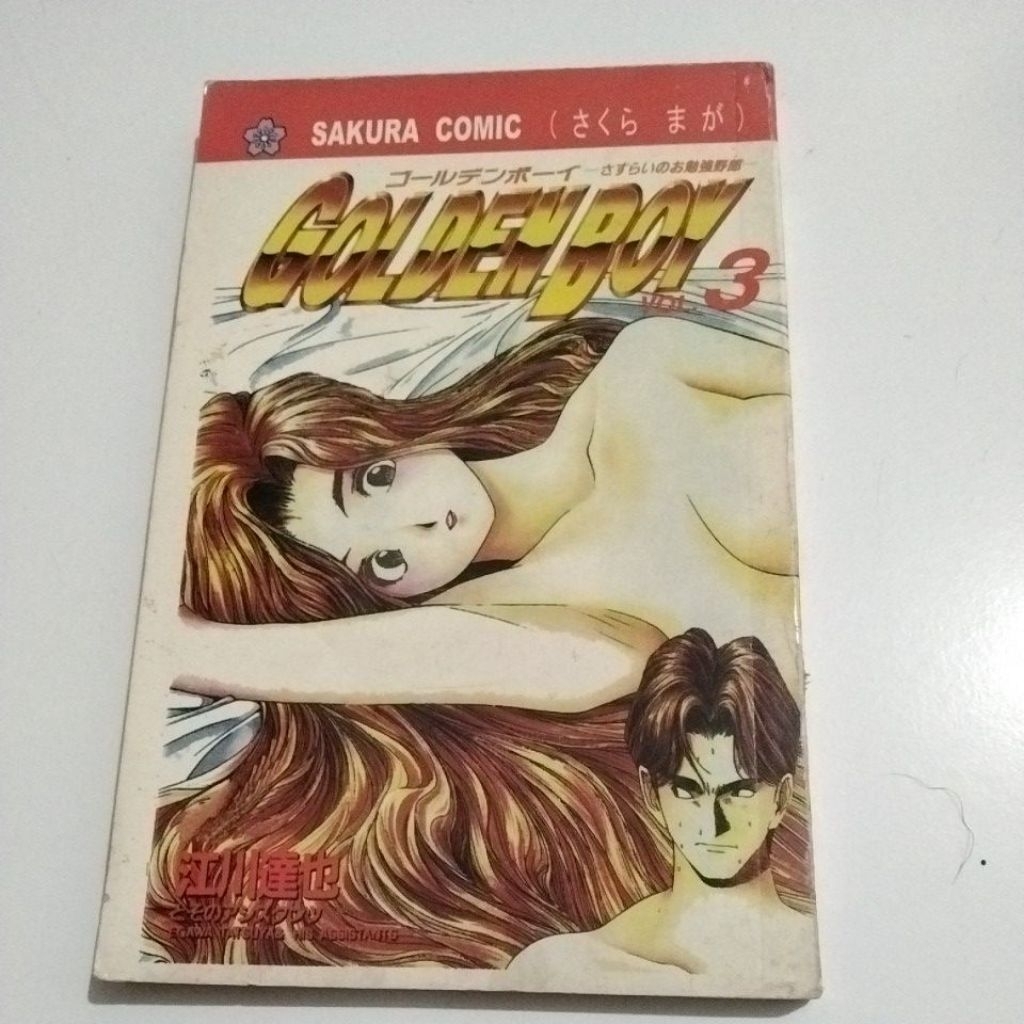 SAKURA COMIC (さくら まが)
ゴールデンボーイ —さすらいのお勉強野郎—
GOLDEN BOY
VOL. 3
江川達也
とそのアシスタンツ
EGAWA TATSUYA & HIS ASSISTANTS